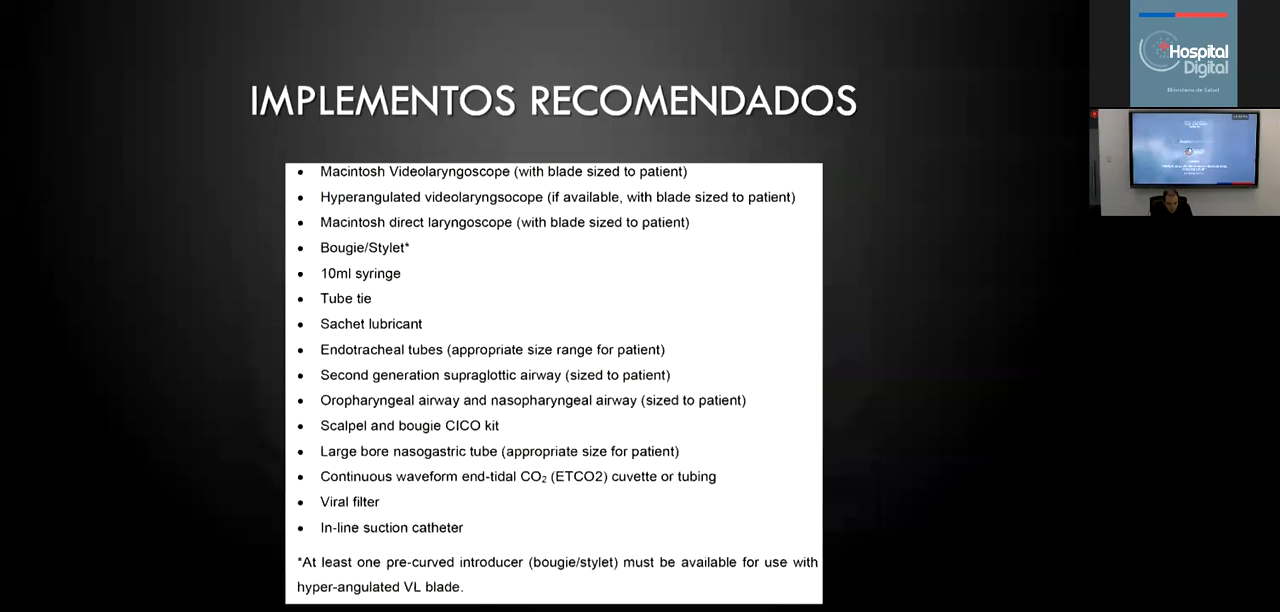 IMPLEMENTOS RECOMENDADOS
• Macintosh Videolaryngoscope (with blade sized to patient)
• Hyperangulated videolaryngsocope (if available, with blade sized to patient)
• Macintosh direct laryngoscope (with blade sized to patient)
• Bougie/Stylet*
• 10ml syringe
• Tube tie
• Sachet lubricant
• Endotracheal tubes (appropriate size range for patient)
• Second generation supraglottic airway (sized to patient)
• Oropharyngeal airway and nasopharyngeal airway (sized to patient)
• Scalpel and bougie CICO kit
• Large bore nasogastric tube (appropriate size for patient)
• Continuous waveform end-tidal CO₂ (ETCO2) cuvette or tubing
• Viral filter
• In-line suction catheter
*At least one pre-curved introducer (bougie/stylet) must be available for use with
hyper-angulated VL blade.
Hospital
Digital
Ministerio de Salud